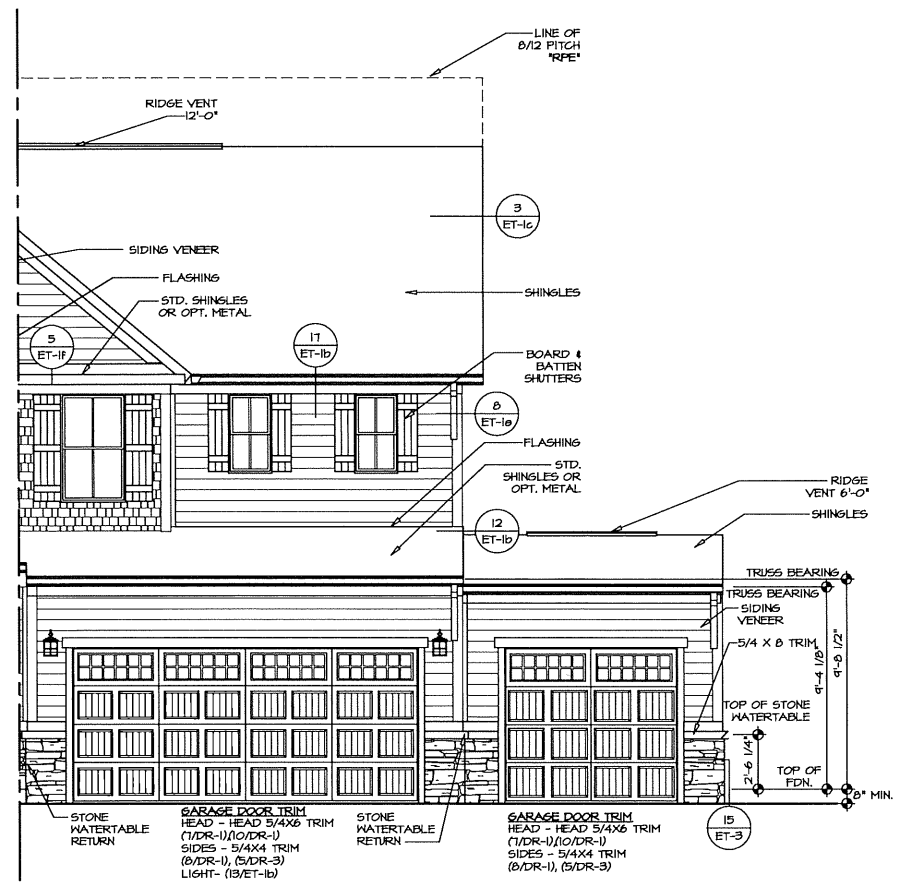 LINE OF
8/12 PITCH
"RPE"
RIDGE VENT
12'-0"
3
ET-1c
SIDING VENEER
FLASHING
STD. SHINGLES
OR OPT. METAL
SHINGLES
5
ET-1f
17
ET-1b
BOARD &
BATTEN
SHUTTERS
8
ET-1a
FLASHING
STD.
SHINGLES OR
OPT. METAL
RIDGE
VENT 6'-0"
SHINGLES
12
ET-1b
TRUSS BEARING
TRUSS BEARING
SIDING
VENEER
5/4 X 8 TRIM
9'-4 1/8"
9'-8 1/2"
TOP OF STONE
WATERTABLE
2'-6 1/4"
TOP OF
FDN.
8" MIN.
STONE
WATERTABLE
RETURN
GARAGE DOOR TRIM
HEAD - HEAD 5/4X6 TRIM
(7/DR-1),(10/DR-1)
SIDES - 5/4X4 TRIM
(8/DR-1), (5/DR-3)
LIGHT- (13/ET-1b)
STONE
WATERTABLE
RETURN
GARAGE DOOR TRIM
HEAD - HEAD 5/4X6 TRIM
(7/DR-1),(10/DR-1)
SIDES - 5/4X4 TRIM
(8/DR-1), (5/DR-3)
15
ET-3